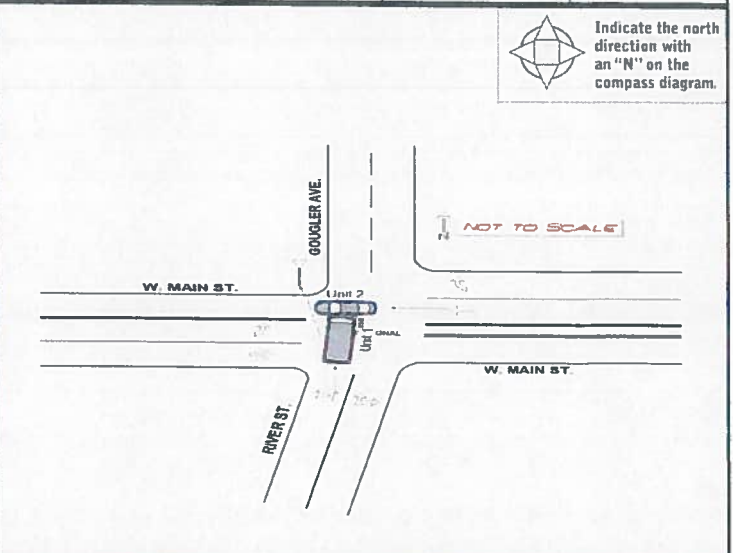 Indicate the north
direction with
an "N" on the
compass diagram.
GOUGLER AVE.
NOT TO SCALE
W. MAIN ST.
Unit 2
Unit 1
W. MAIN ST.
RIVER ST.